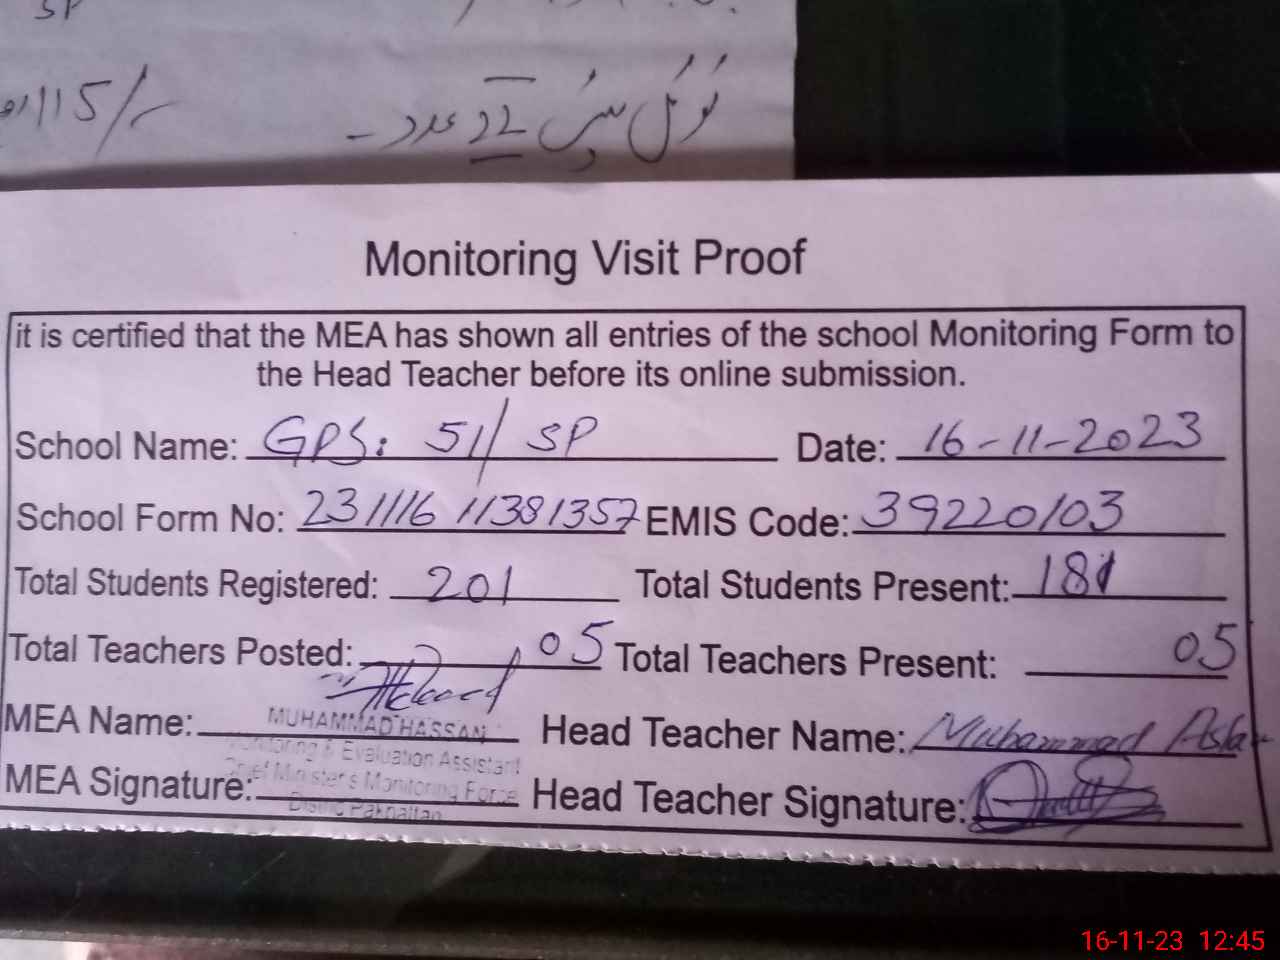 SP
115/-
ٹوٹل سپی 22 عدد -
Monitoring Visit Proof
it is certified that the MEA has shown all entries of the school Monitoring Form to
the Head Teacher before its online submission.
School Name: GPS: 51/SP Date: 16-11-2023
School Form No: 231116 11381357 EMIS Code: 39220103
Total Students Registered: 201 Total Students Present: 181
Total Teachers Posted: 05 Total Teachers Present: 05
MEA Name: MUHAMMAD HASSAN Head Teacher Name: Muhammad Asla
Monitoring & Evaluation Assistant
Chief Minister's Monitoring Force
MEA Signature: Head Teacher Signature:
District Pakpattan
16-11-23 12:45